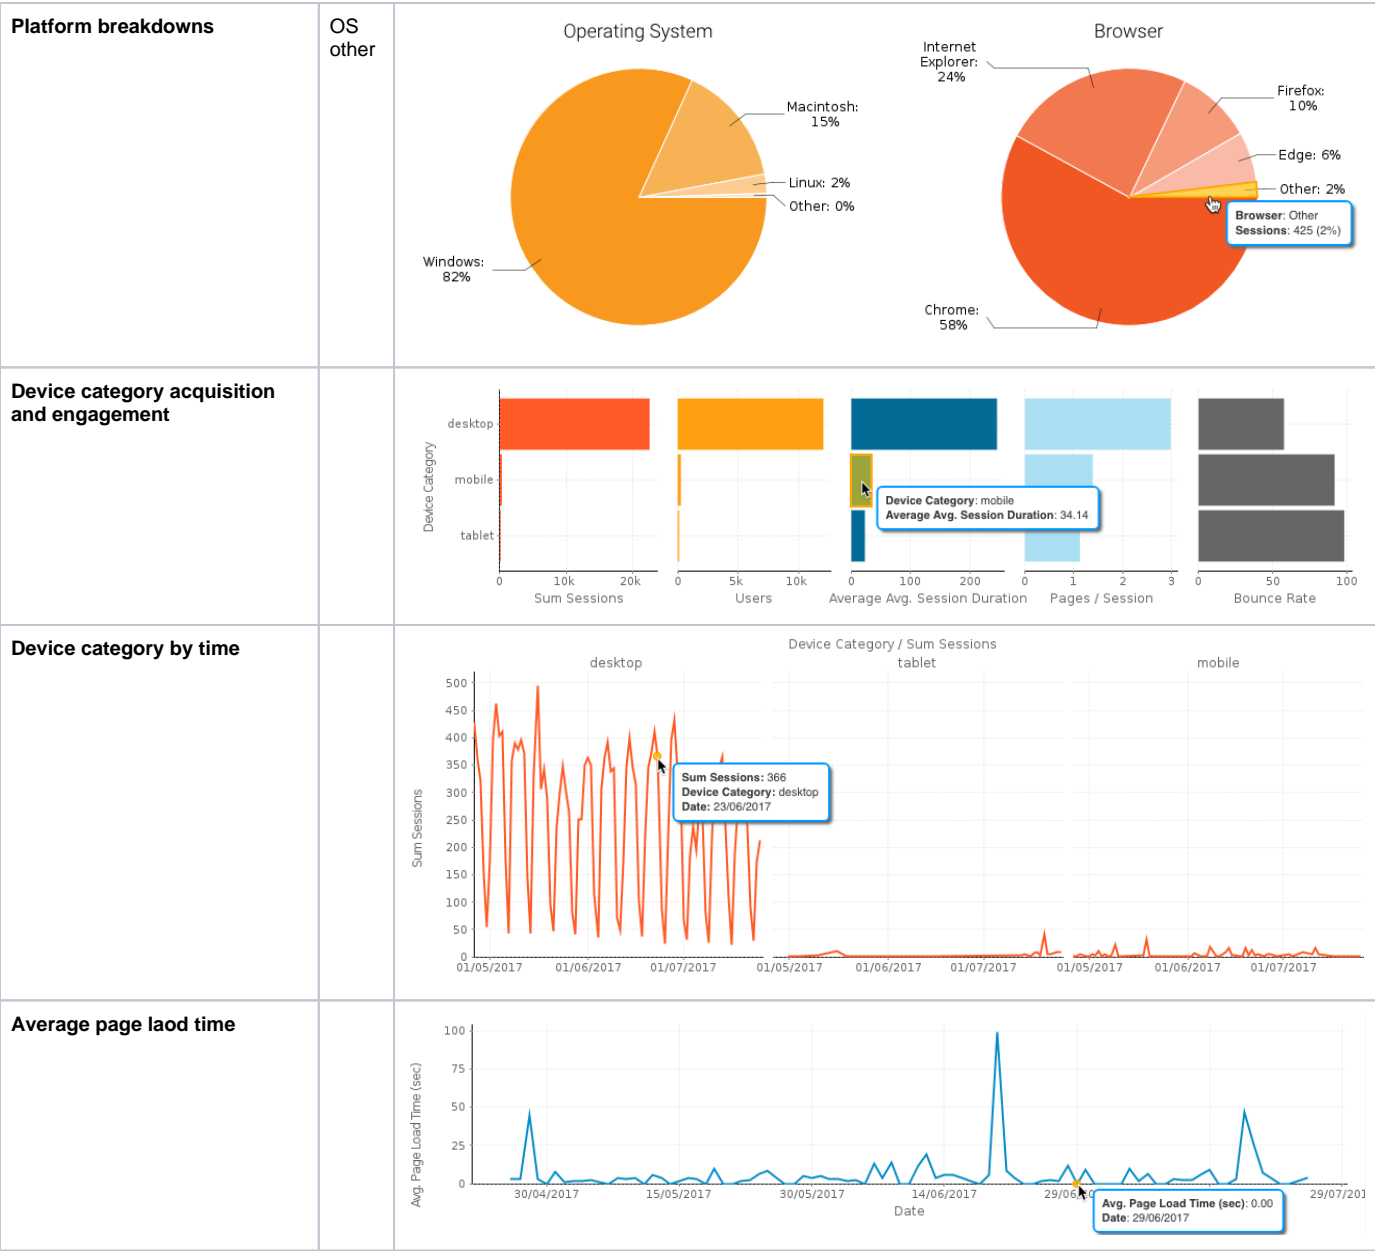 Platform breakdowns
OS
other
Operating System
Macintosh:
15%
Linux: 2%
Other: 0%
Windows:
82%
Browser
Internet
Explorer:
24%
Firefox:
10%
Edge: 6%
Other: 2%
Browser: Other
Sessions: 425 (2%)
Chrome:
58%
Device category acquisition
and engagement
Device Category
desktop
mobile
tablet
Device Category: mobile
Average Avg. Session Duration: 34.14
0 10k 20k
0 5k 10k
0 100 200
0 1 2 3
0 50 100
Sum Sessions
Users
Average Avg. Session Duration
Pages / Session
Bounce Rate
Device category by time
Device Category / Sum Sessions
desktop
tablet
mobile
Sum Sessions
500
450
400
350
300
250
200
150
100
50
0
Sum Sessions: 366
Device Category: desktop
Date: 23/06/2017
01/05/2017 01/06/2017 01/07/2017
01/05/2017 01/06/2017 01/07/2017
01/05/2017 01/06/2017 01/07/2017
Average page laod time
Avg. Page Load Time (sec)
100
75
50
25
0
30/04/2017 15/05/2017 30/05/2017 14/06/2017 29/06 29/07/201
Date
Avg. Page Load Time (sec): 0.00
Date: 29/06/2017